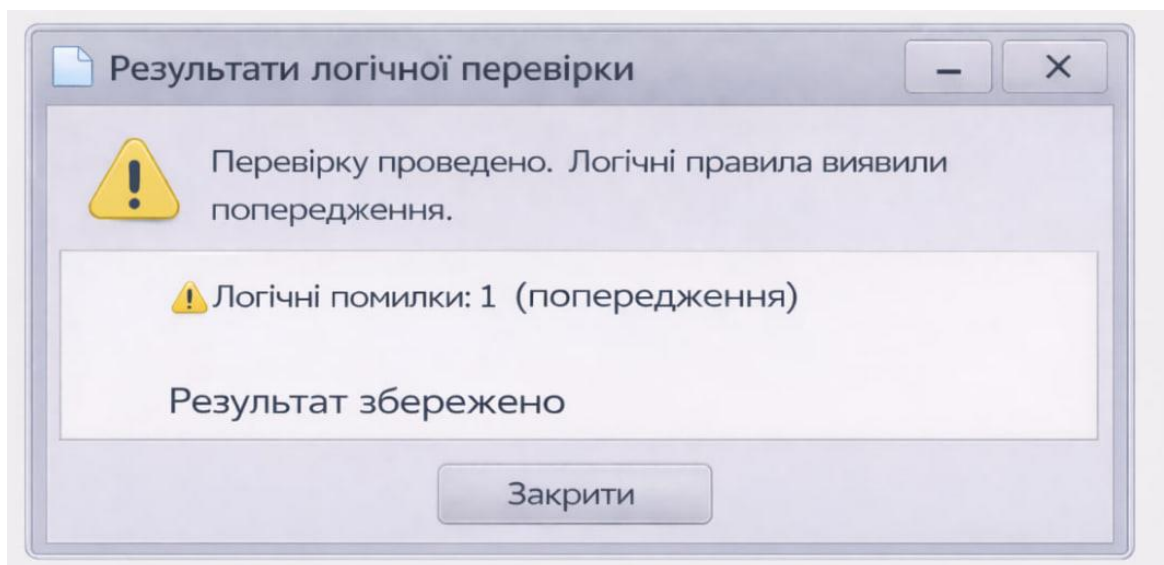 Результати логічної перевірки
Перевірку проведено. Логічні правила виявили
попередження.
Логічні помилки: 1 (попередження)
Результат збережено
Закрити